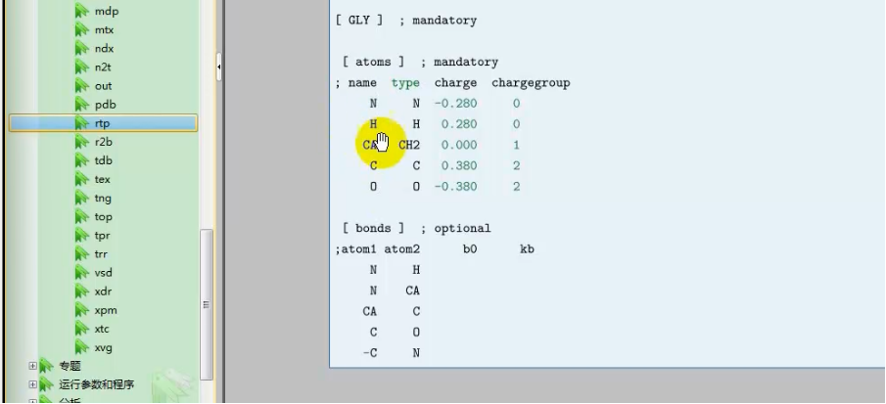 mdp
mtx
ndx
n2t
out
pdb
rtp
r2b
tdb
tex
tng
top
tpr
trr
vsd
xdr
xpm
xtc
xvg
专题
运行参数和程序
分析
[ GLY ] ; mandatory
[ atoms ] ; mandatory
; name type charge chargegroup
N N -0.280 0
H H 0.280 0
CA CH2 0.000 1
C C 0.380 2
O O -0.380 2
[ bonds ] ; optional
;atom1 atom2 b0 kb
N H
N CA
CA C
C O
-C N